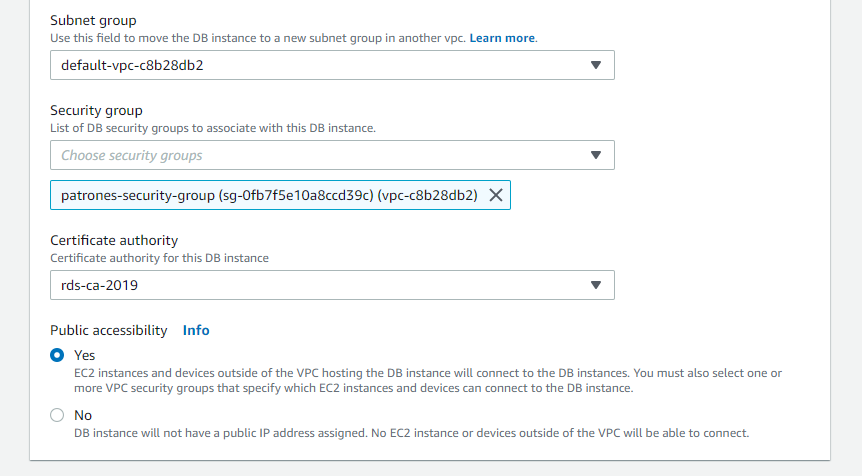 Subnet group
Use this field to move the DB instance to a new subnet group in another vpc. Learn more.
default-vpc-c8b28db2
Security group
List of DB security groups to associate with this DB instance.
Choose security groups
patrones-security-group (sg-0fb7f5e10a8ccd39c) (vpc-c8b28db2)
Certificate authority
Certificate authority for this DB instance
rds-ca-2019
Public accessibility Info
Yes
EC2 instances and devices outside of the VPC hosting the DB instance will connect to the DB instances. You must also select one or
more VPC security groups that specify which EC2 instances and devices can connect to the DB instance.
No
DB instance will not have a public IP address assigned. No EC2 instance or devices outside of the VPC will be able to connect.